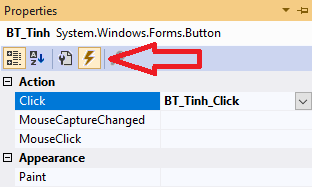 Properties
BT_Tinh System.Windows.Forms.Button
Action
Click BT_Tinh_Click
MouseCaptureChanged
MouseClick
Appearance
Paint